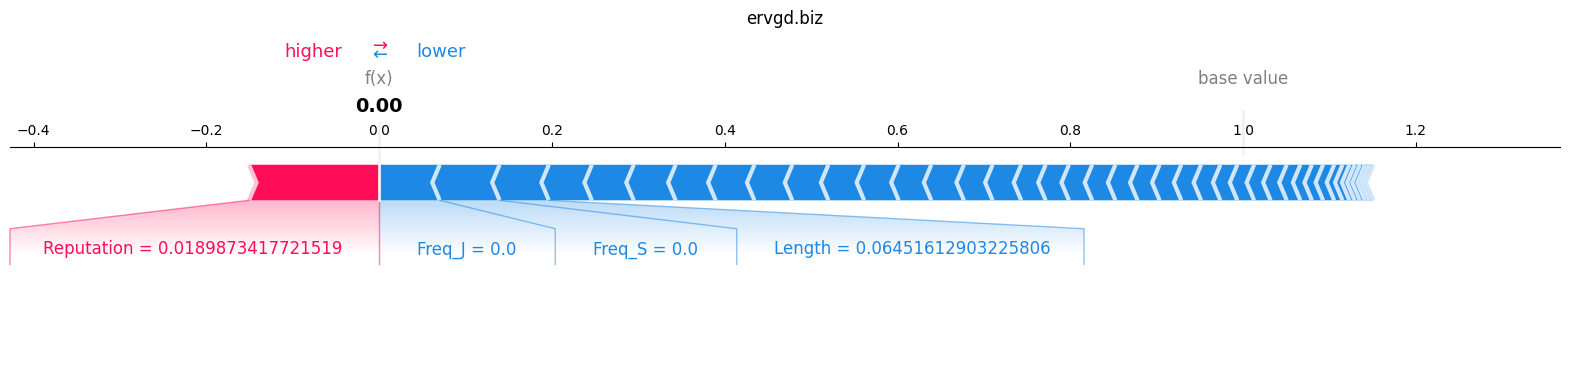 ervgd.biz
higher → ← lower
f(x) base value
0.00
−0.4 −0.2 0.0 0.2 0.4 0.6 0.8 1.0 1.2
Reputation = 0.0189873417721519 Freq_J = 0.0 Freq_S = 0.0 Length = 0.06451612903225806